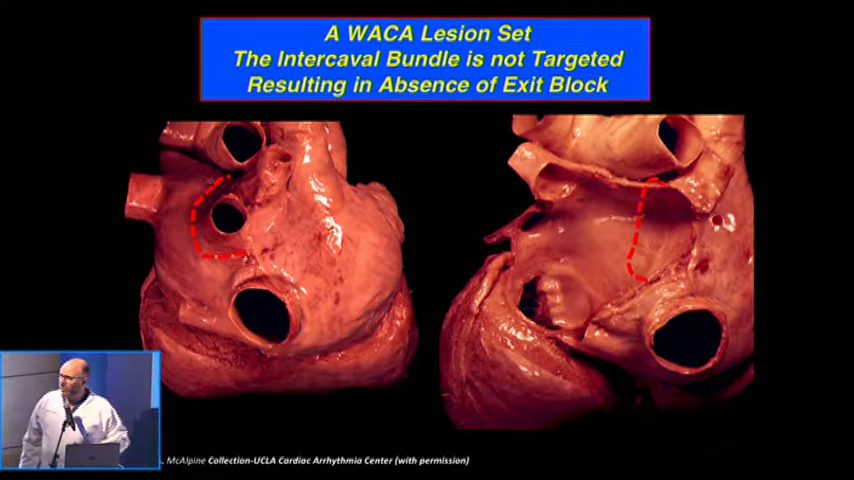 A WACA Lesion Set
The Intercaval Bundle is not Targeted
Resulting in Absence of Exit Block
. McAlpine Collection-UCLA Cardiac Arrhythmia Center (with permission)